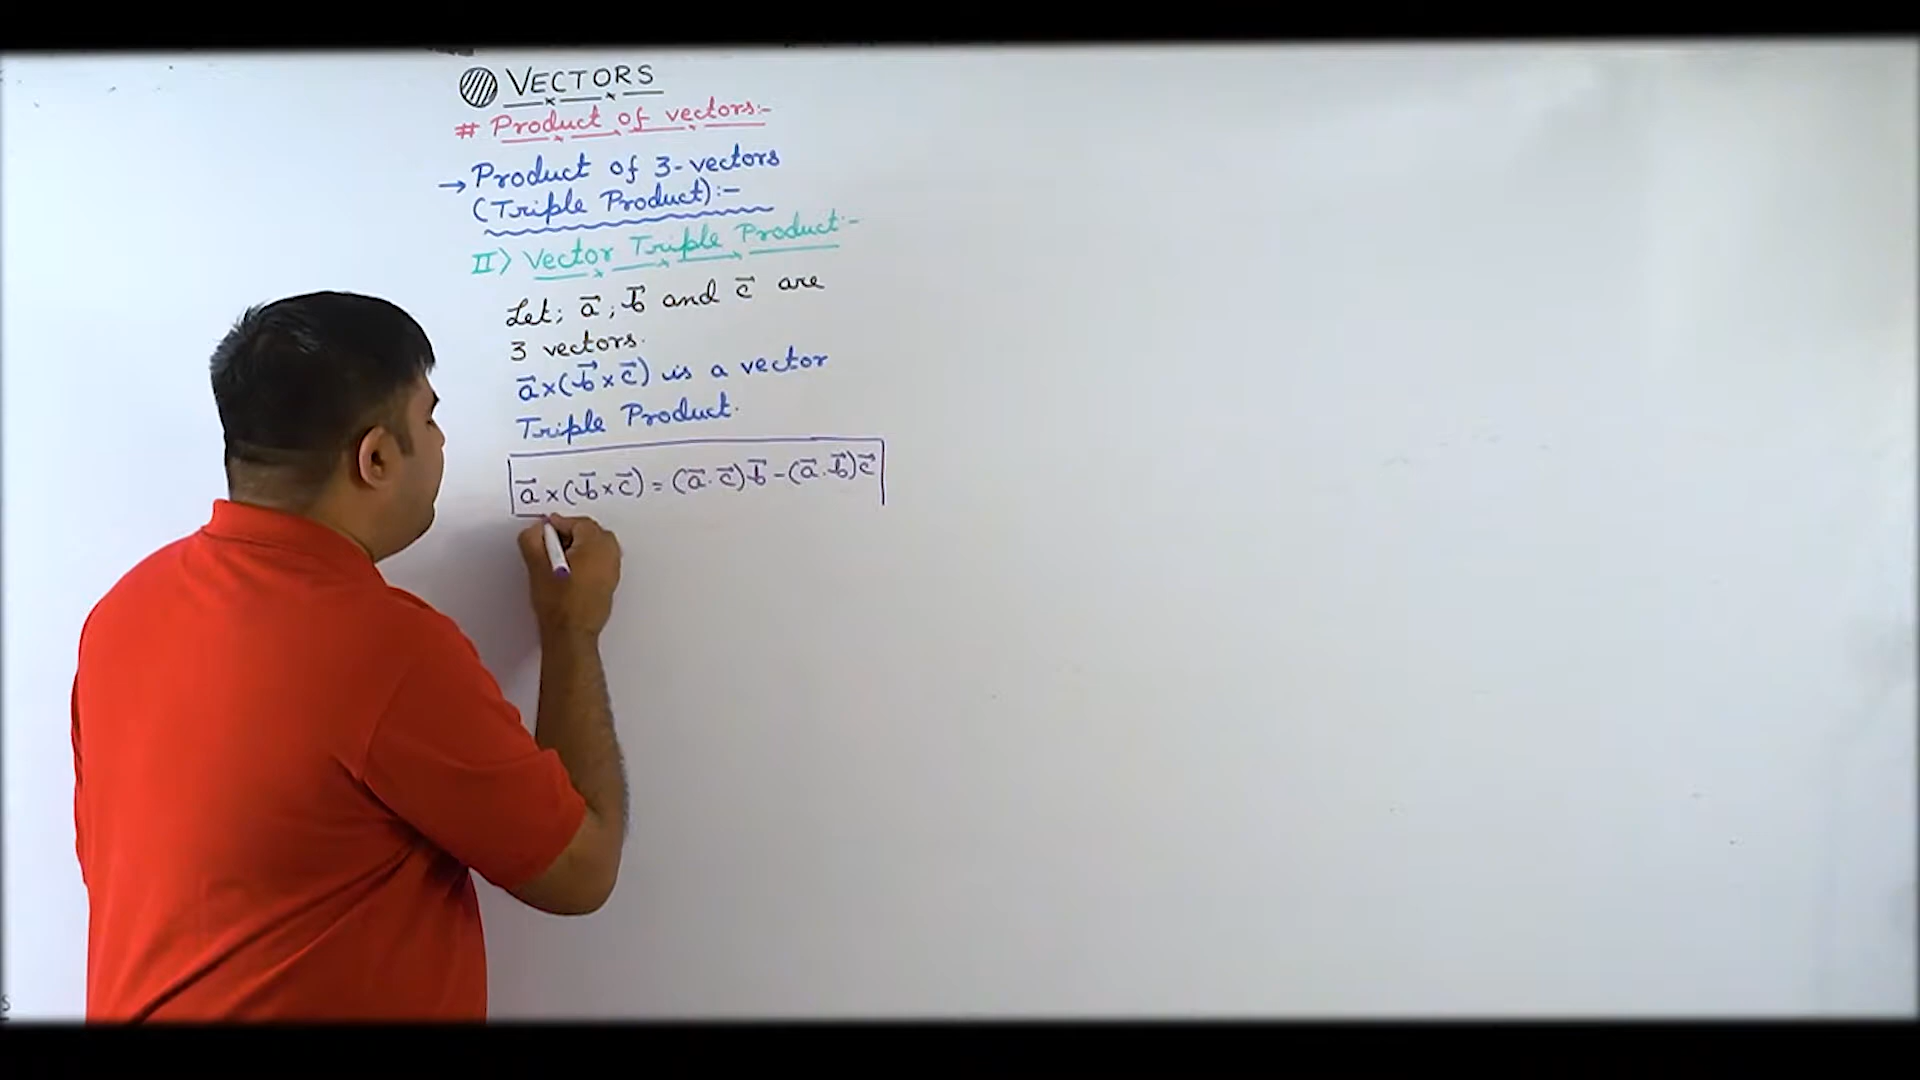 VECTORS
# Product of vectors:-
→ Product of 3-vectors
(Triple Product):-
II) Vector Triple Product:-
Let; a⃗ ; b⃗ and c⃗ are
3 vectors.
a⃗×(b⃗×c⃗) is a vector
Triple Product.
a⃗×(b⃗×c⃗) = (a⃗·c⃗)b⃗-(a⃗·b⃗)c⃗